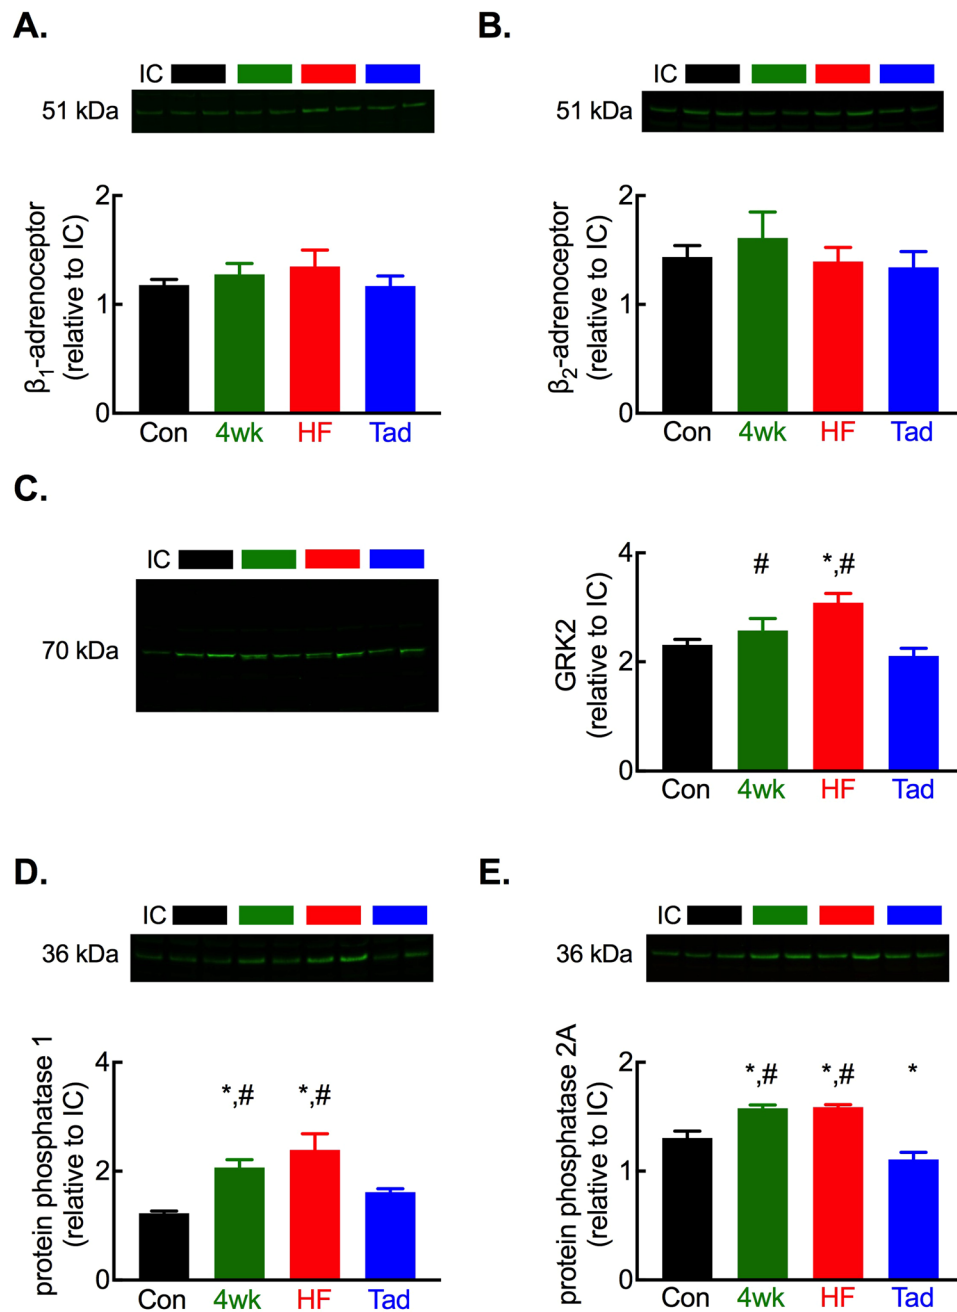 A.
IC
51 kDa
β₁-adrenoceptor
(relative to IC)
2
1
0
Con 4wk HF Tad
B.
IC
51 kDa
β₂-adrenoceptor
(relative to IC)
2
1
0
Con 4wk HF Tad
C.
IC
70 kDa
GRK2
(relative to IC)
4
2
0
# *,#
Con 4wk HF Tad
D.
IC
36 kDa
protein phosphatase 1
(relative to IC)
4
2
0
*,# *,#
Con 4wk HF Tad
E.
IC
36 kDa
protein phosphatase 2A
(relative to IC)
2
1
0
*,# *,# *
Con 4wk HF Tad